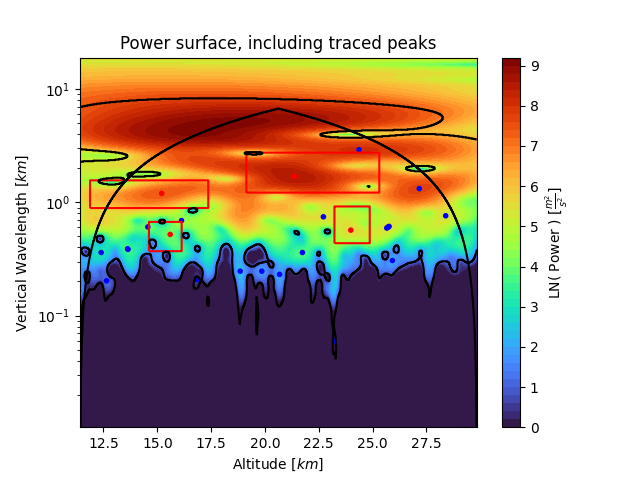 Power surface, including traced peaks
Vertical Wavelength [km]
10¹
10⁰
10⁻¹
12.5 15.0 17.5 20.0 22.5 25.0 27.5
Altitude [km]
9
8
7
6
5
4
3
2
1
0
LN( Power ) [m²/s²]